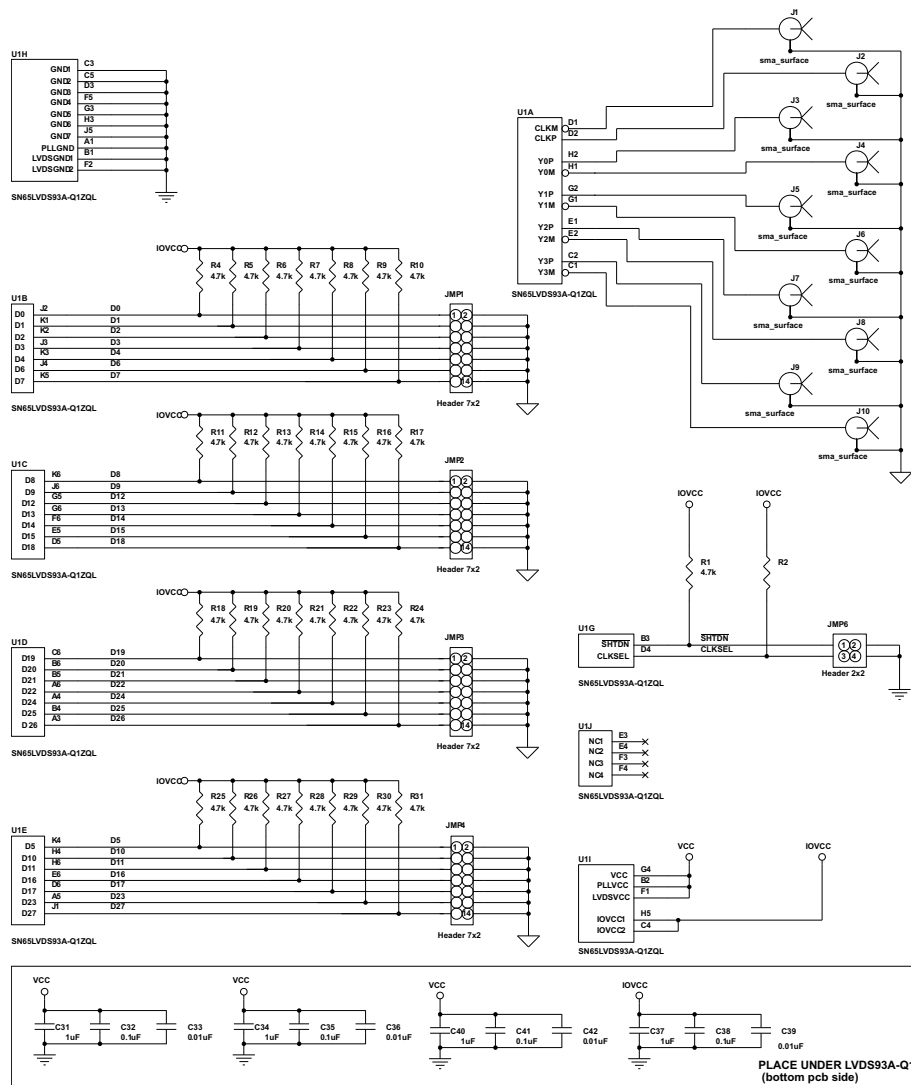 U1H
GND1 C3
GND2 C5
GND3 D3
GND4 F5
GND5 G3
GND6 H3
GND7 J5
PLLGND A1
LVDSGND1 B1
LVDSGND2 F2
SN65LVDS93A-Q1ZQL
U1A
CLKM D1
CLKP D2
Y0P H2
Y0M H1
Y1P G2
Y1M G1
Y2P E1
Y2M E2
Y3P C2
Y3M C1
SN65LVDS93A-Q1ZQL
J1
sma_surface
J2
sma_surface
J3
sma_surface
J4
sma_surface
J5
sma_surface
J6
sma_surface
J7
sma_surface
J8
sma_surface
J9
sma_surface
J10
sma_surface
IOVCC
R4 R5 R6 R7 R8 R9 R10
4.7k 4.7k 4.7k 4.7k 4.7k 4.7k 4.7k
U1B
JMP1
D0 J2 D0 1 2
D1 K1 D1
D2 K2 D2
D3 J3 D3
D4 K3 D4
D6 J4 D6
D7 K5 D7 14
SN65LVDS93A-Q1ZQL
Header 7x2
IOVCC
R11 R12 R13 R14 R15 R16 R17
4.7k 4.7k 4.7k 4.7k 4.7k 4.7k 4.7k
U1C
JMP2
D8 K6 D8 1 2
D9 J6 D9
D12 G5 D12
D13 G6 D13
D14 F6 D14
D15 E5 D15
D18 D5 D18 14
SN65LVDS93A-Q1ZQL
Header 7x2
IOVCC
R18 R19 R20 R21 R22 R23 R24
4.7k 4.7k 4.7k 4.7k 4.7k 4.7k 4.7k
U1D
JMP3
D19 C6 D19 1 2
D20 B6 D20
D21 B5 D21
D22 A6 D22
D24 A4 D24
D25 B4 D25
D26 A3 D26 14
SN65LVDS93A-Q1ZQL
Header 7x2
IOVCC
R25 R26 R27 R28 R29 R30 R31
4.7k 4.7k 4.7k 4.7k 4.7k 4.7k 4.7k
U1E
JMP4
D5 K4 D5 1 2
D10 H4 D10
D11 H6 D11
D16 E6 D16
D17 D6 D17
D23 A5 D23
D27 J1 D27 14
SN65LVDS93A-Q1ZQL
Header 7x2
IOVCC IOVCC
R1
4.7k
R2
U1G
JMP6
SHTDN B3 SHTDN 1 2
CLKSEL D4 CLKSEL 3 4
SN65LVDS93A-Q1ZQL
Header 2x2
U1J
NC1 E3
NC2 E4
NC3 F3
NC4 F4
SN65LVDS93A-Q1ZQL
VCC IOVCC
U1I
VCC G4
PLLVCC B2
LVDSVCC F1
IOVCC1 H5
IOVCC2 C4
SN65LVDS93A-Q1ZQL
VCC
C31 C32 C33
1uF 0.1uF 0.01uF
VCC
C34 C35 C36
1uF 0.1uF 0.01uF
VCC
C40 C41 C42
1uF 0.1uF 0.01uF
IOVCC
C37 C38 C39
1uF 0.1uF 0.01uF
PLACE UNDER LVDS93A-Q1
(bottom pcb side)